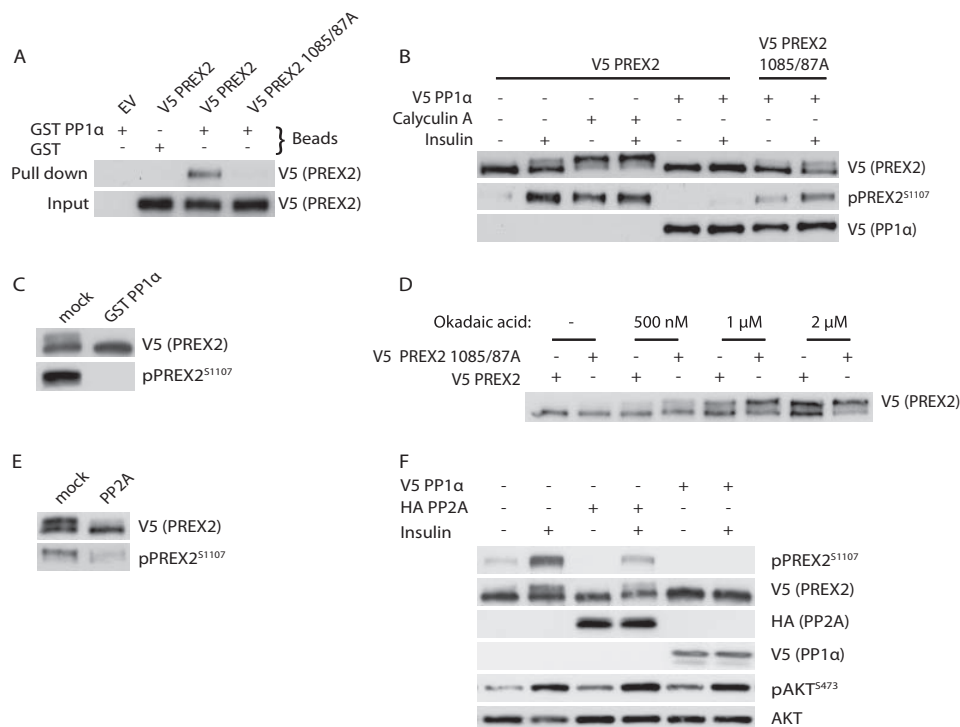 A
EV
V5 PREX2
V5 PREX2
V5 PREX2 1085/87A
GST PP1α + - + +
GST - + - -
} Beads
Pull down V5 (PREX2)
Input V5 (PREX2)
B
V5 PREX2
V5 PREX2
1085/87A
V5 PP1α - - - - + + + +
Calyculin A - - + + - - - -
Insulin - + - + - + - +
V5 (PREX2)
pPREX2S1107
V5 (PP1α)
C
mock
GST PP1α
V5 (PREX2)
pPREX2S1107
D
Okadaic acid: - 500 nM 1 μM 2 μM
V5 PREX2 1085/87A - + - + - + - +
V5 PREX2 + - + - + - + -
V5 (PREX2)
E
mock
PP2A
V5 (PREX2)
pPREX2S1107
F
V5 PP1α - - - - + +
HA PP2A - - + + - -
Insulin - + - + - +
pPREX2S1107
V5 (PREX2)
HA (PP2A)
V5 (PP1α)
pAKTS473
AKT